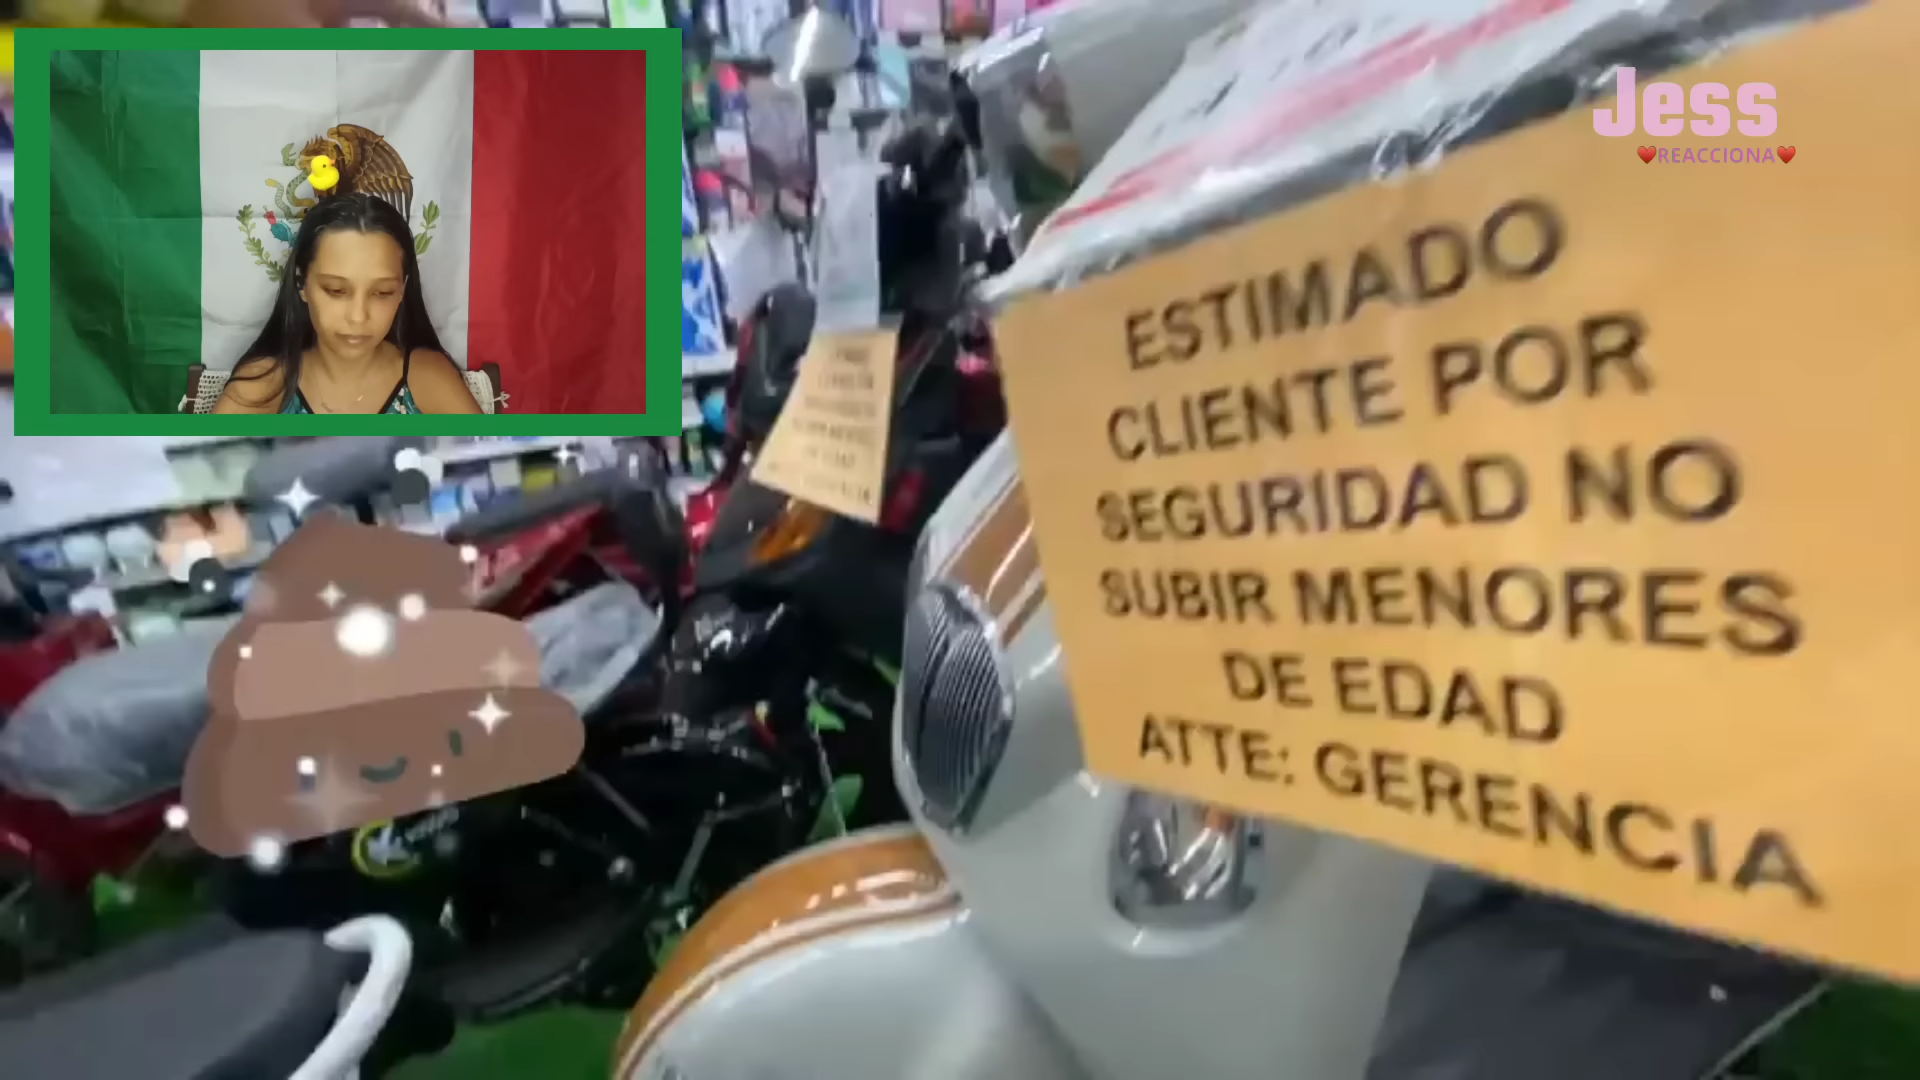 Jess
REACCIONA
ESTIMADO
CLIENTE POR
SEGURIDAD NO
SUBIR MENORES
DE EDAD
ATTE: GERENCIA